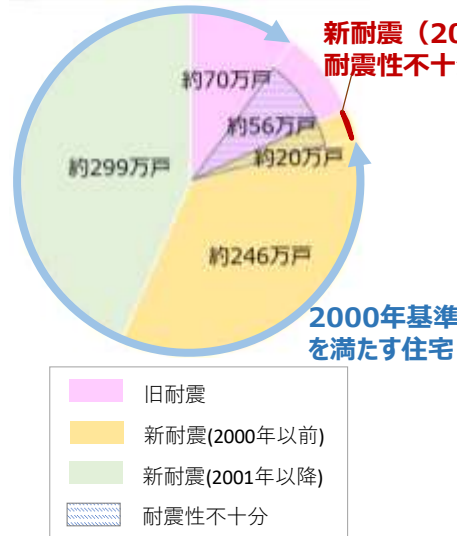 新耐震（20
耐震性不十
約70万戸
約56万戸
約20万戸
約299万戸
約246万戸
2000年基準
を満たす住宅
旧耐震
新耐震(2000年以前)
新耐震(2001年以降)
耐震性不十分